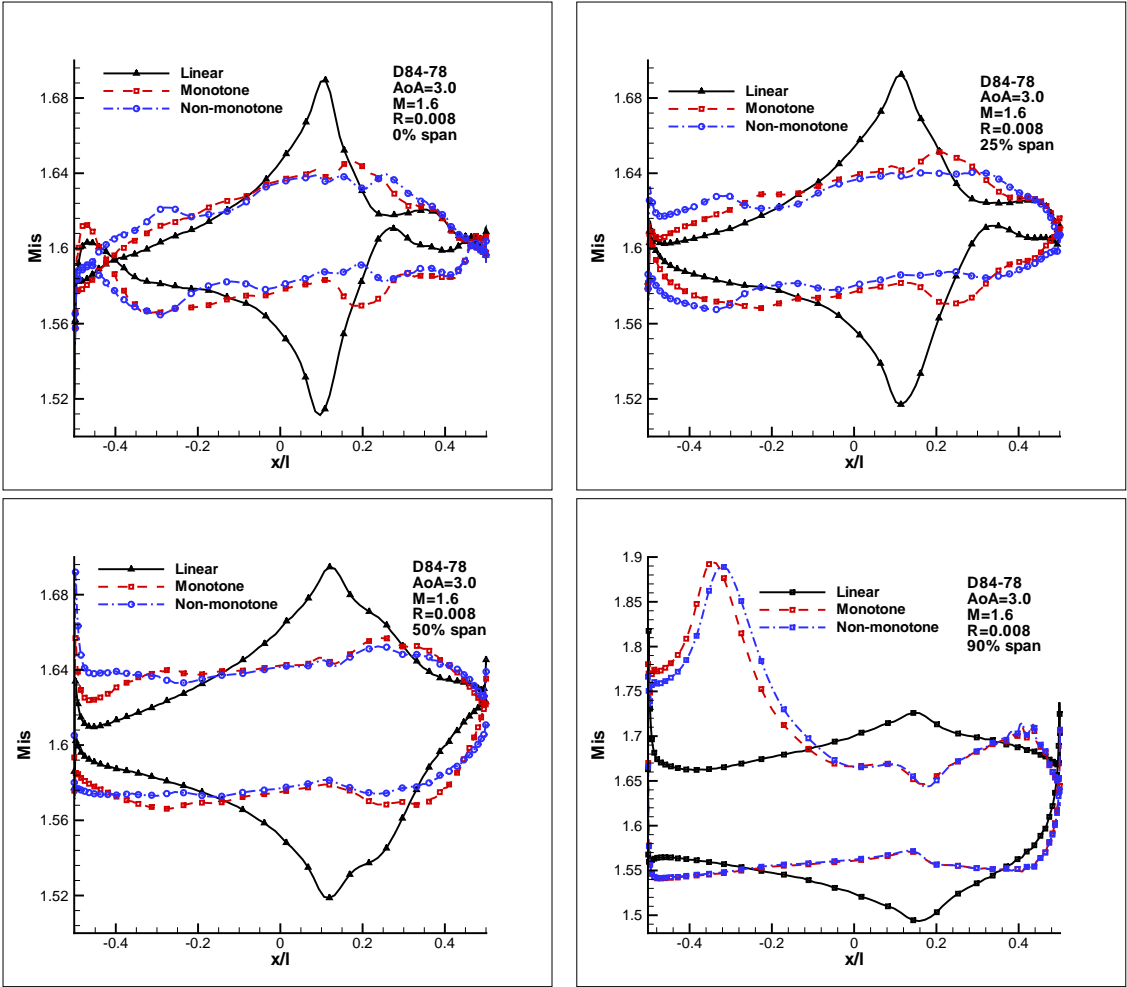 Linear
Monotone
Non-monotone
D84-78
AoA=3.0
M=1.6
R=0.008
0% span
Mis
1.68
1.64
1.6
1.56
1.52
-0.4
-0.2
0
0.2
0.4
x/l
Linear
Monotone
Non-monotone
D84-78
AoA=3.0
M=1.6
R=0.008
25% span
Mis
1.68
1.64
1.6
1.56
1.52
-0.4
-0.2
0
0.2
0.4
x/l
Linear
Monotone
Non-monotone
D84-78
AoA=3.0
M=1.6
R=0.008
50% span
Mis
1.68
1.64
1.6
1.56
1.52
-0.4
-0.2
0
0.2
0.4
x/l
Linear
Monotone
Non-monotone
D84-78
AoA=3.0
M=1.6
R=0.008
90% span
Mis
1.9
1.85
1.8
1.75
1.7
1.65
1.6
1.55
1.5
-0.4
-0.2
0
0.2
0.4
x/l